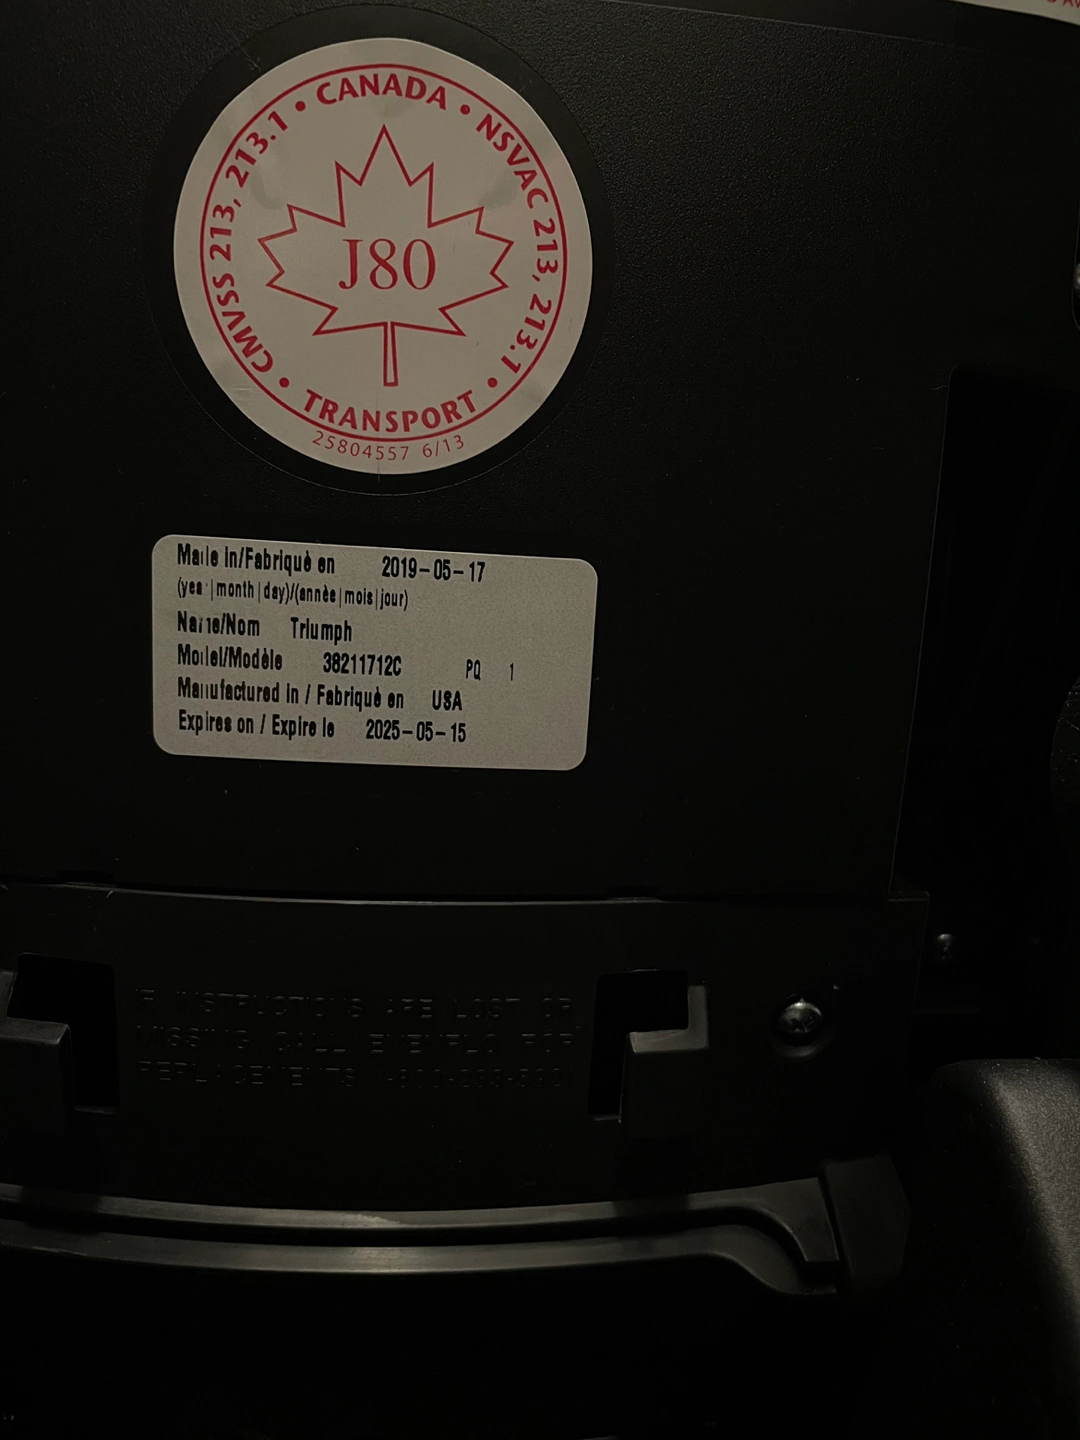 CANADA • NSVAC 213, 213.1 • TRANSPORT • CMVSS 213, 213.1 •
J80
25804557 6/13
Made in/Fabriqué en 2019-05-17
(year|month|day)/(année|mois|jour)
Name/Nom Triumph
Model/Modèle 38211712C PQ 1
Manufactured in / Fabriqué en USA
Expires on / Expire le 2025-05-15
IF INSTRUCTIONS ARE LOST OR
MISSING CALL EVENFLO FOR
REPLACEMENTS